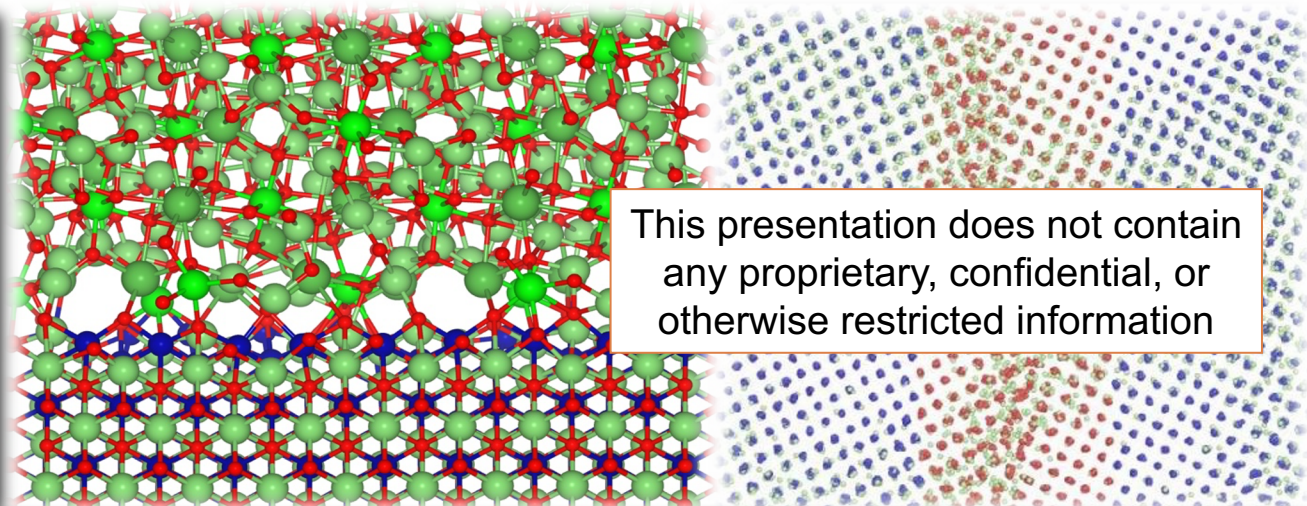 This presentation does not contain
any proprietary, confidential, or
otherwise restricted information